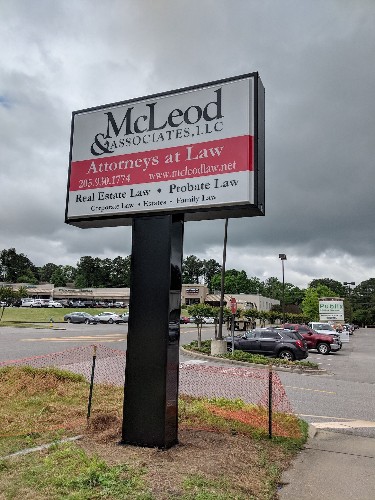 McLeod
& ASSOCIATES, LLC
Attorneys at Law
205.930.1774 www.mcleodlaw.net
Real Estate Law • Probate Law
Corporate Law • Estates • Family Law
Publix